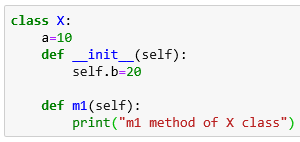 class X:
    a=10
    def __init__(self):
        self.b=20

    def m1(self):
        print("m1 method of X class")